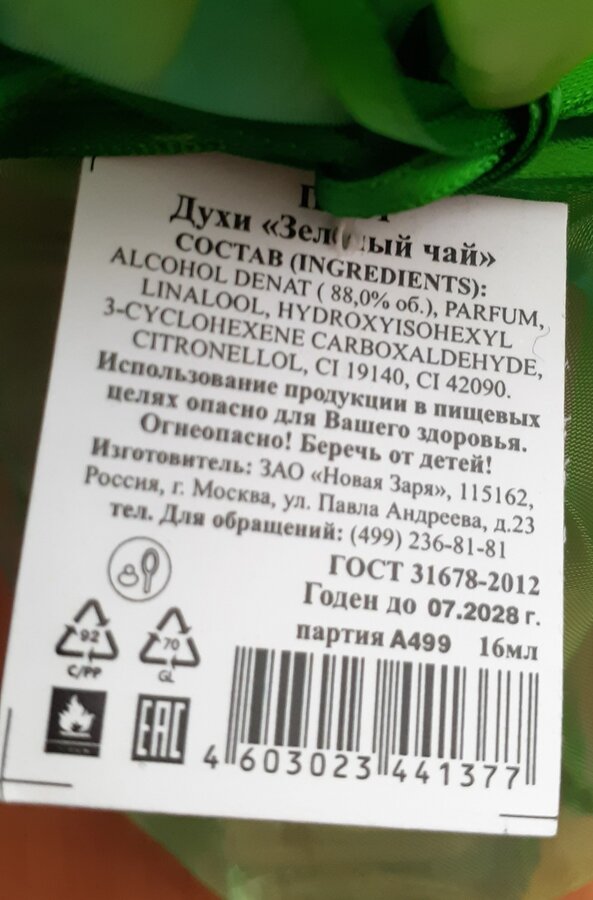 Духи «Зелёный чай»
СОСТАВ (INGREDIENTS):
ALCOHOL DENAT ( 88,0% об.), PARFUM,
LINALOOL, HYDROXYISOHEXYL
3-CYCLOHEXENE CARBOXALDEHYDE,
CITRONELLOL, CI 19140, CI 42090.
Использование продукции в пищевых
целях опасно для Вашего здоровья.
Огнеопасно! Беречь от детей!
Изготовитель: ЗАО «Новая Заря», 115162,
Россия, г. Москва, ул. Павла Андреева, д.23
тел. Для обращений: (499) 236-81-81
ГОСТ 31678-2012
Годен до 07.2028 г.
партия А499 16мл
92
C/PP
70
GL
EAC
4 603023 441377